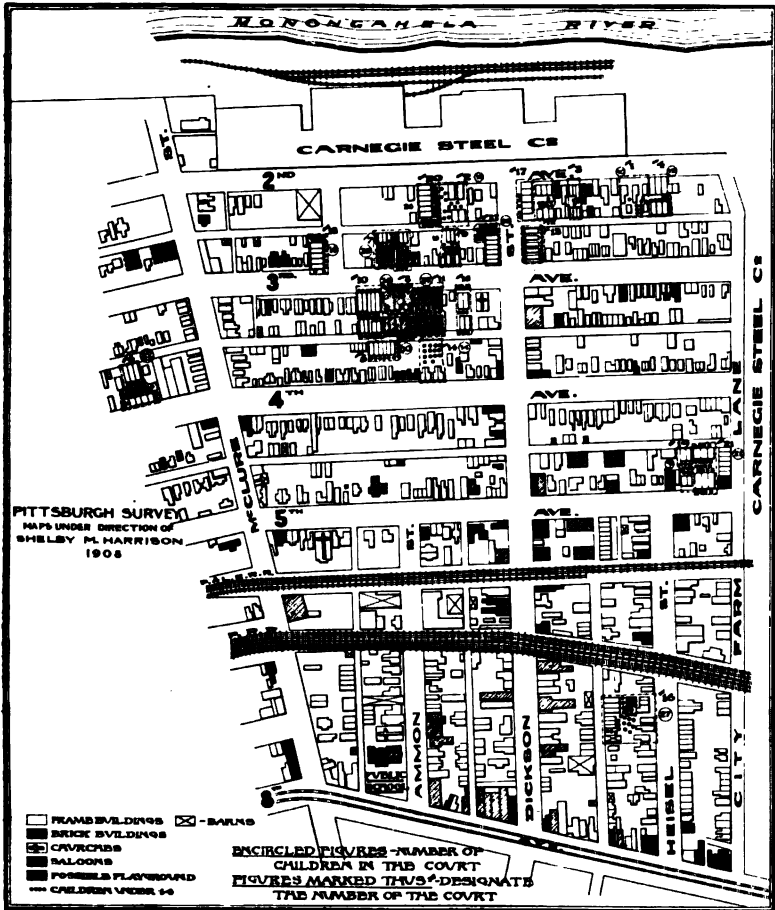 MONONGAHELA RIVER
CARNEGIE STEEL Co
ST.
2ND AVE.
ST.
3RD. AVE.
4TH AVE.
McCLURE
5TH AVE.
ST.
ST.
LANE
CARNEGIE STEEL Co
PITTSBURGH SURVEY
MAPS UNDER DIRECTION OF
SHELBY M. HARRISON
1908
AMMON
DICKSON
HEISEL
CITY FARM
PUBLIC
SCHOOL
8TH
FRAME BUILDINGS - BARNS
BRICK BUILDINGS
CHURCHES
SALOONS
POSSIBLE PLAYGROUND
CHILDREN UNDER 14
ENCIRCLED FIGURES - NUMBER OF
CHILDREN IN THE COURT
FIGURES MARKED THUS # - DESIGNATE
THE NUMBER OF THE COURT